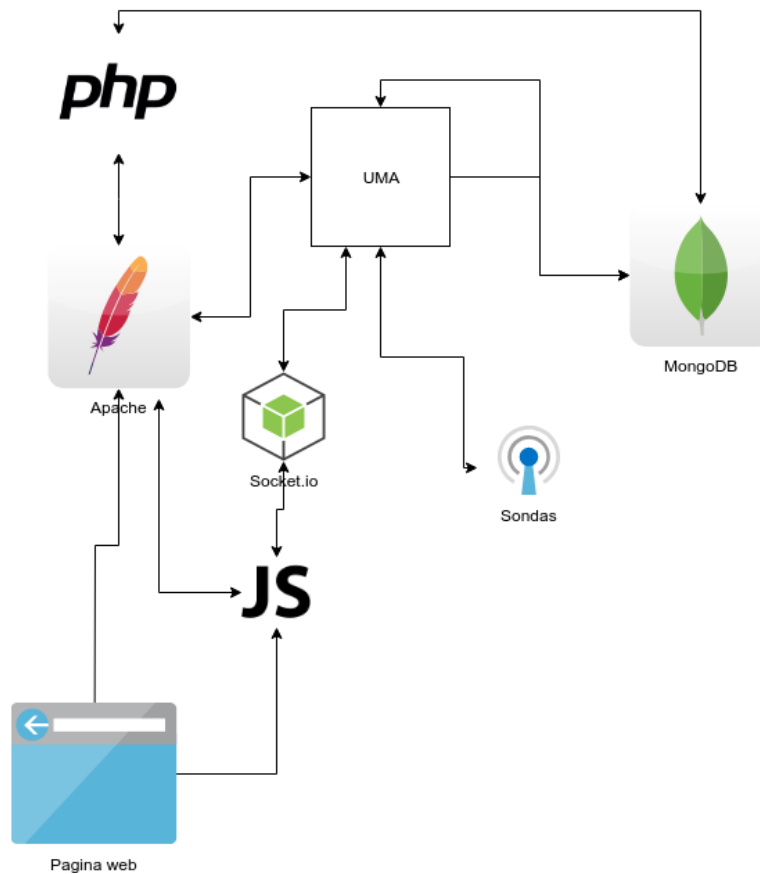 php
UMA
MongoDB
Apache
Socket.io
Sondas
JS
Pagina web